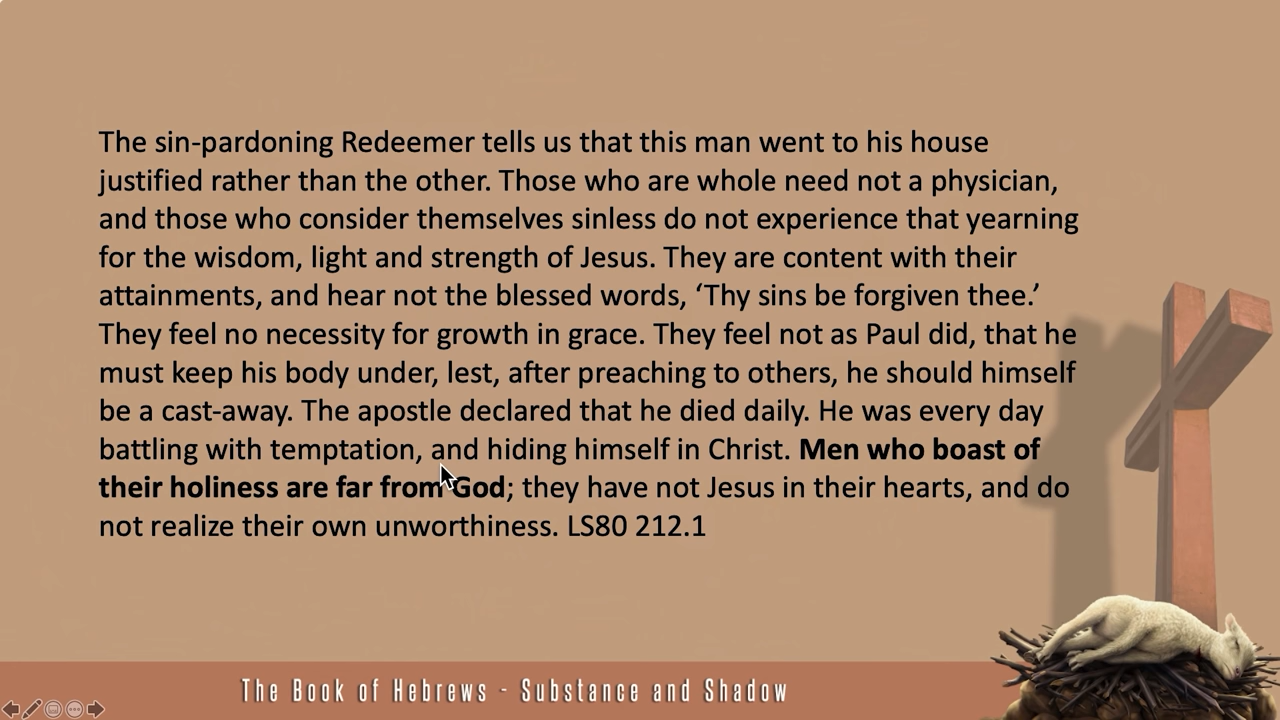 The sin-pardoning Redeemer tells us that this man went to his house
justified rather than the other. Those who are whole need not a physician,
and those who consider themselves sinless do not experience that yearning
for the wisdom, light and strength of Jesus. They are content with their
attainments, and hear not the blessed words, ‘Thy sins be forgiven thee.’
They feel no necessity for growth in grace. They feel not as Paul did, that he
must keep his body under, lest, after preaching to others, he should himself
be a cast-away. The apostle declared that he died daily. He was every day
battling with temptation, and hiding himself in Christ. Men who boast of
their holiness are far from God; they have not Jesus in their hearts, and do
not realize their own unworthiness. LS80 212.1
The Book of Hebrews - Substance and Shadow